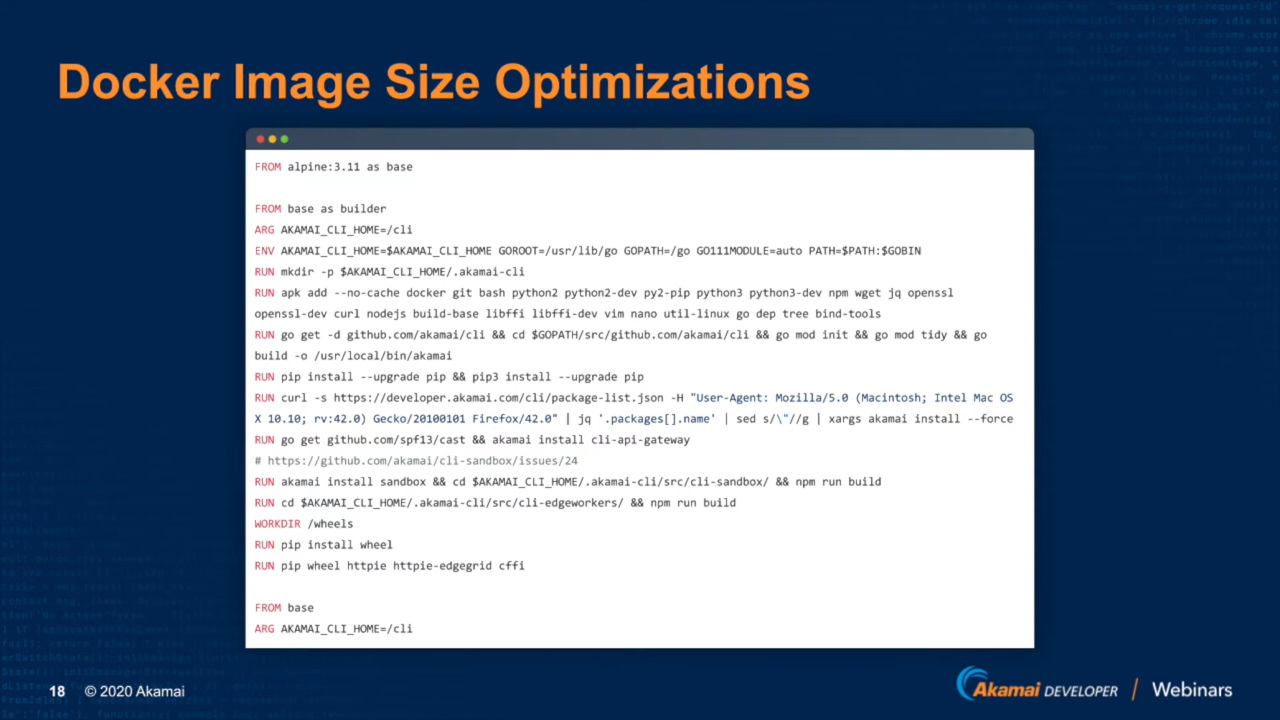 Docker Image Size Optimizations
FROM alpine:3.11 as base
FROM base as builder
ARG AKAMAI_CLI_HOME=/cli
ENV AKAMAI_CLI_HOME=$AKAMAI_CLI_HOME GOROOT=/usr/lib/go GOPATH=/go GO111MODULE=auto PATH=$PATH:$GOBIN
RUN mkdir -p $AKAMAI_CLI_HOME/.akamai-cli
RUN apk add --no-cache docker git bash python2 python2-dev py2-pip python3 python3-dev npm wget jq openssl
openssl-dev curl nodejs build-base libffi libffi-dev vim nano util-linux go dep tree bind-tools
RUN go get -d github.com/akamai/cli && cd $GOPATH/src/github.com/akamai/cli && go mod init && go mod tidy && go
build -o /usr/local/bin/akamai
RUN pip install --upgrade pip && pip3 install --upgrade pip
RUN curl -s https://developer.akamai.com/cli/package-list.json -H "User-Agent: Mozilla/5.0 (Macintosh; Intel Mac OS
X 10.10; rv:42.0) Gecko/20100101 Firefox/42.0" | jq '.packages[].name' | sed s/\"//g | xargs akamai install --force
RUN go get github.com/spf13/cast && akamai install cli-api-gateway
# https://github.com/akamai/cli-sandbox/issues/24
RUN akamai install sandbox && cd $AKAMAI_CLI_HOME/.akamai-cli/src/cli-sandbox/ && npm run build
RUN cd $AKAMAI_CLI_HOME/.akamai-cli/src/cli-edgeworkers/ && npm run build
WORKDIR /wheels
RUN pip install wheel
RUN pip wheel httpie httpie-edgegrid cffi
FROM base
ARG AKAMAI_CLI_HOME=/cli
18 © 2020 Akamai
Akamai DEVELOPER / Webinars